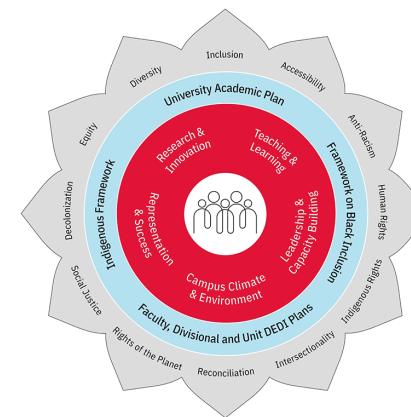 Inclusion
Accessibility
Anti-Racism
Human Rights
Indigenous Rights
Intersectionality
Reconciliation
Rights of the Planet
Social Justice
Decolonization
Equity
Diversity
University Academic Plan
Framework on Black Inclusion
Faculty, Divisional and Unit DEDI Plans
Indigenous Framework
Research &
Innovation
Teaching &
Learning
Leadership &
Capacity Building
Campus Climate
& Environment
Representation
& Success